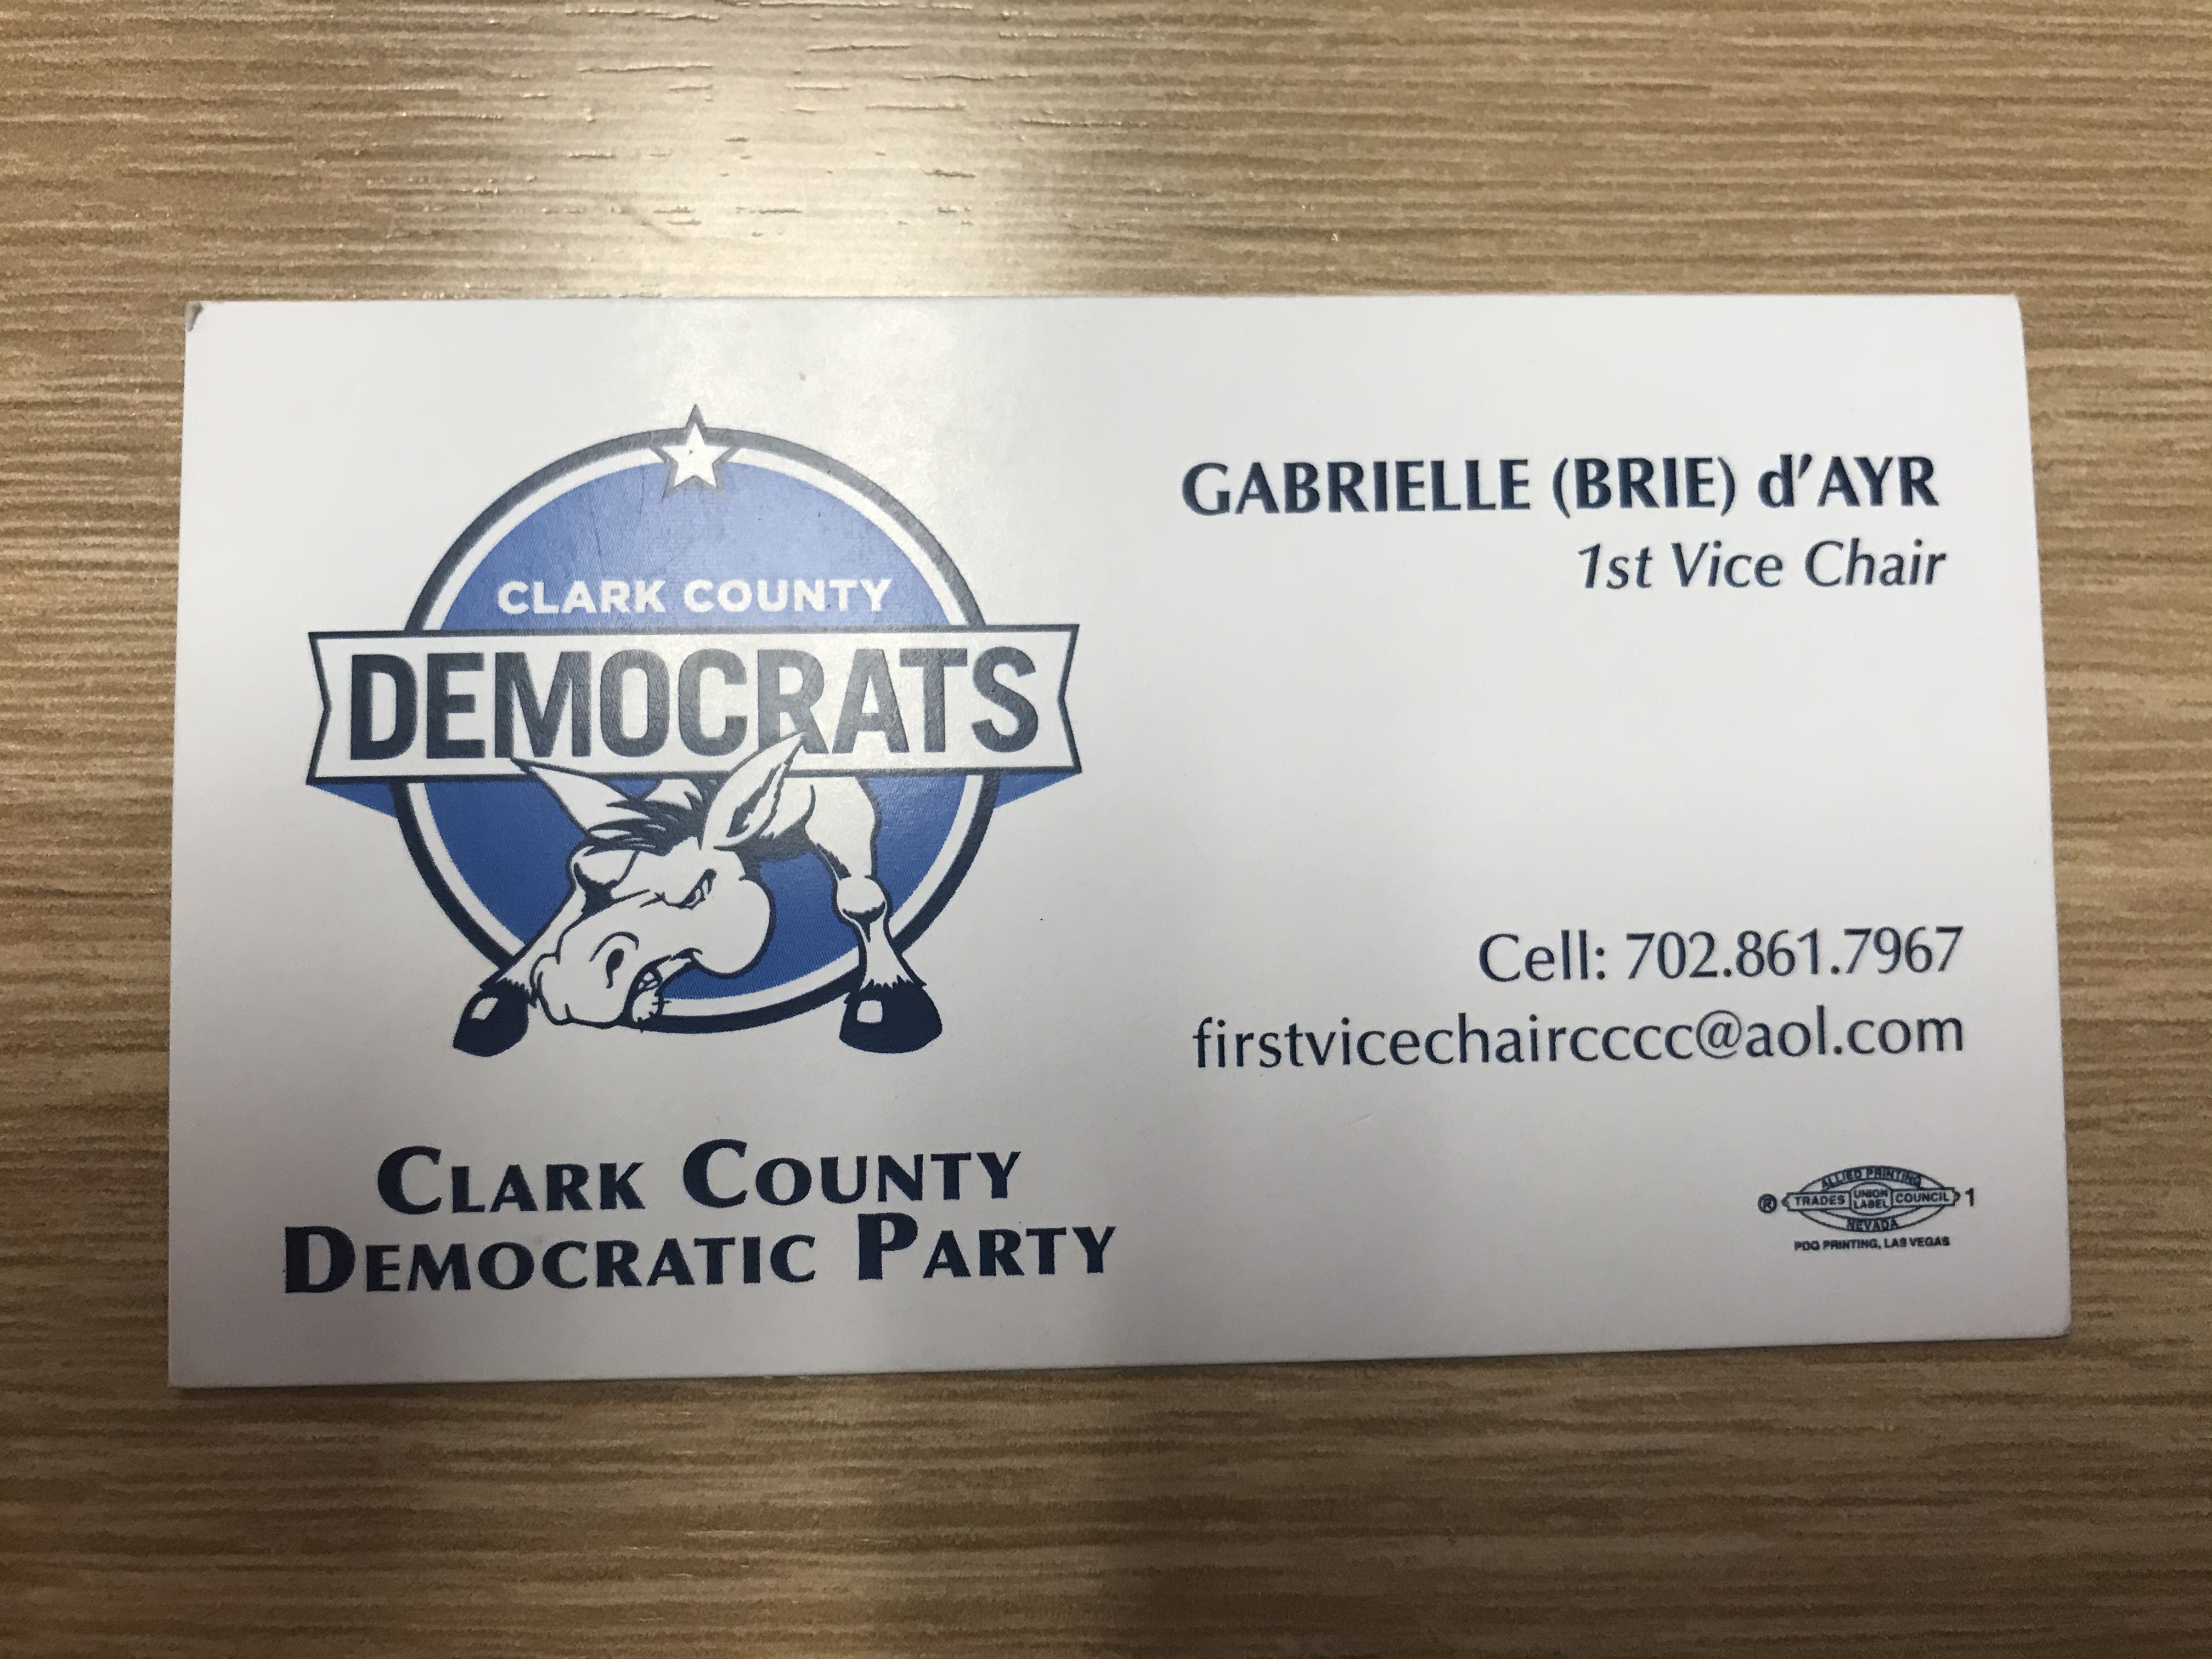 CLARK COUNTY
DEMOCRATS
CLARK COUNTY
DEMOCRATIC PARTY
GABRIELLE (BRIE) d'AYR
1st Vice Chair
Cell: 702.861.7967
firstvicechaircccc@aol.com
ALLIED PRINTING
® TRADES UNION LABEL COUNCIL 1
NEVADA
PDQ PRINTING, LAS VEGAS